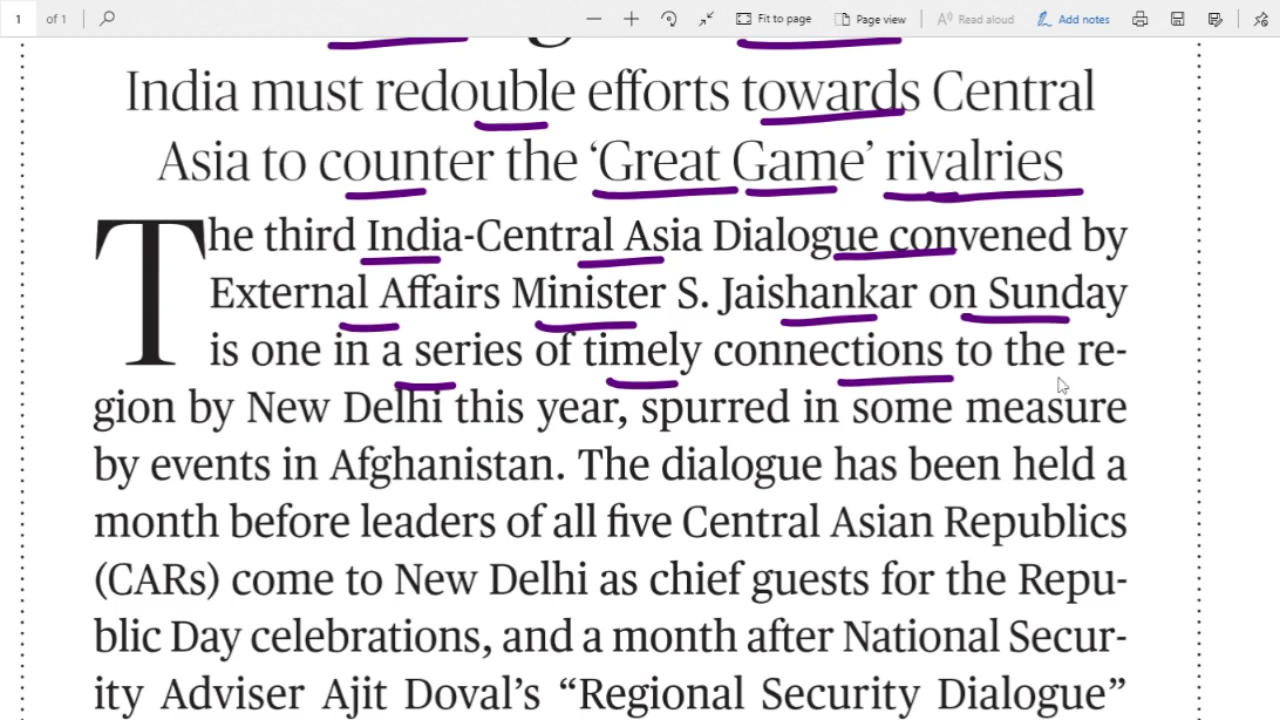 1 of 1 Fit to page Page view Read aloud Add notes
India must redouble efforts towards Central
Asia to counter the ‘Great Game’ rivalries
The third India-Central Asia Dialogue convened by
External Affairs Minister S. Jaishankar on Sunday
is one in a series of timely connections to the re-
gion by New Delhi this year, spurred in some measure
by events in Afghanistan. The dialogue has been held a
month before leaders of all five Central Asian Republics
(CARs) come to New Delhi as chief guests for the Repu-
blic Day celebrations, and a month after National Secur-
ity Adviser Ajit Doval’s “Regional Security Dialogue”